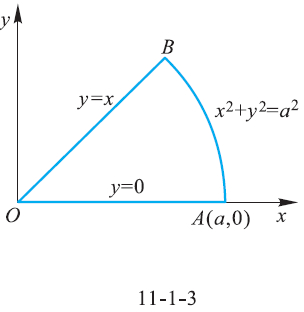 y
B
y=x
x²+y²=a²
y=0
O
A(a,0)
x
11-1-3